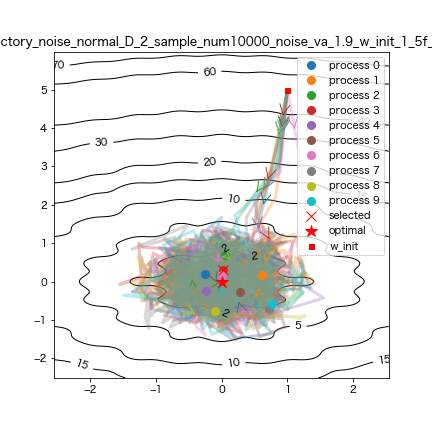 ctory_noise_normal_D_2_sample_num10000_noise_va_1.9_w_init_1_5f_
70
60
30
20
10
2
2
2
5
10
15
15
5
4
3
2
1
0
−1
−2
−2
−1
0
1
2
process 0
process 1
process 2
process 3
process 4
process 5
process 6
process 7
process 8
process 9
selected
optimal
w_init